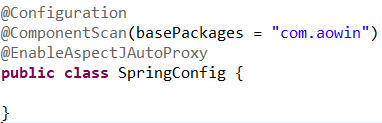 @Configuration
@ComponentScan(basePackages = "com.aowin")
@EnableAspectJAutoProxy
public class SpringConfig {
}